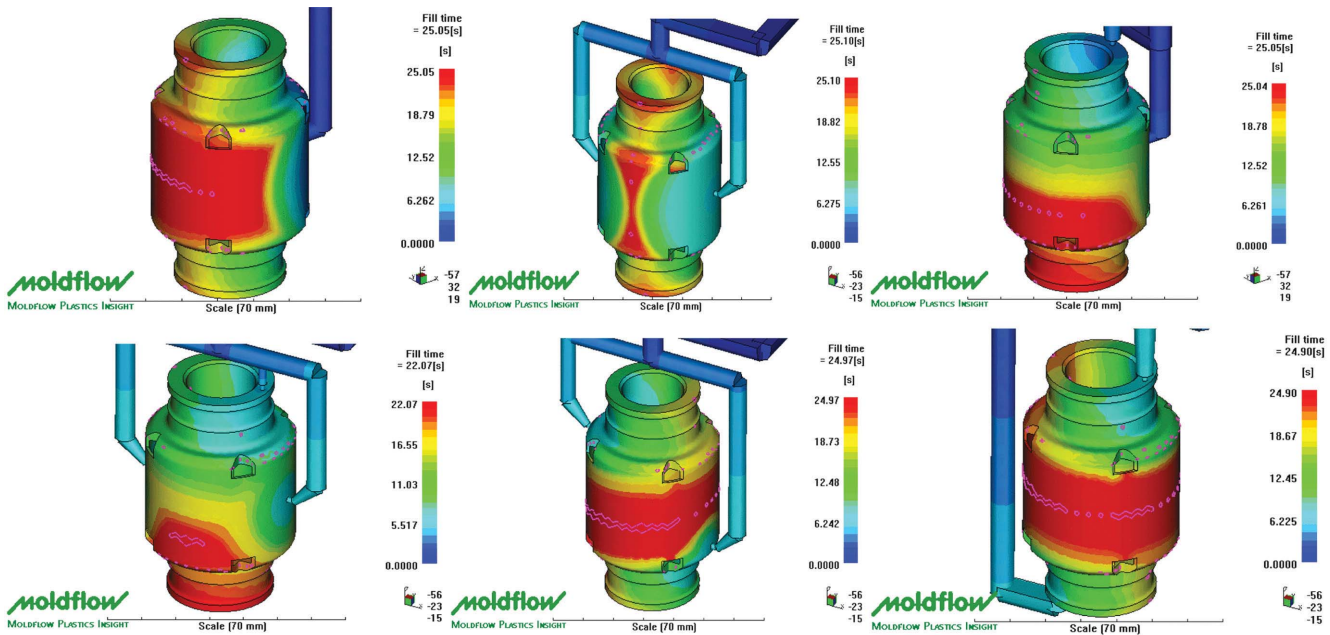 Fill time
= 25.05[s]
[s]
25.05
18.79
12.52
6.262
0.0000
-57
32
19
moldflow
MOLDFLOW PLASTICS INSIGHT
Scale (70 mm)
Fill time
= 25.10[s]
[s]
25.10
18.82
12.55
6.275
0.0000
-56
-23
-15
moldflow
MOLDFLOW PLASTICS INSIGHT
Scale (70 mm)
Fill time
= 25.05[s]
[s]
25.04
18.78
12.52
6.261
0.0000
-57
32
19
moldflow
MOLDFLOW PLASTICS INSIGHT
Scale (70 mm)
Fill time
= 22.07[s]
[s]
22.07
16.55
11.03
5.517
0.0000
-56
-23
-15
moldflow
MOLDFLOW PLASTICS INSIGHT
Scale (70 mm)
Fill time
= 24.97[s]
[s]
24.97
18.73
12.48
6.242
0.0000
-56
-23
-15
moldflow
MOLDFLOW PLASTICS INSIGHT
Scale (70 mm)
Fill time
= 24.90[s]
[s]
24.90
18.67
12.45
6.225
0.0000
-56
-23
-15
moldflow
MOLDFLOW PLASTICS INSIGHT
Scale (70 mm)